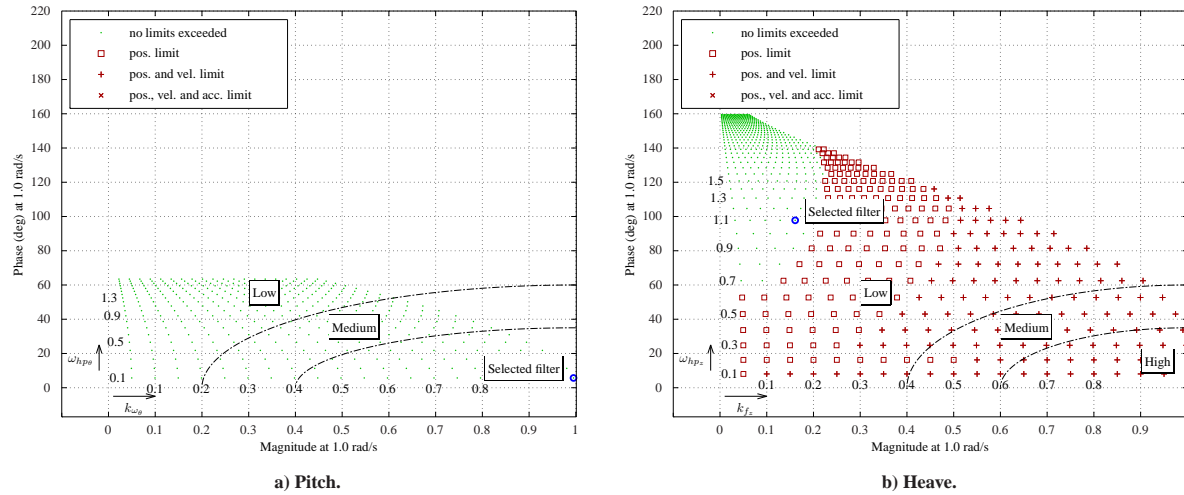 220
200
180
160
140
120
100
80
60
40
20
0
Phase (deg) at 1.0 rad/s
no limits exceeded
pos. limit
pos. and vel. limit
pos., vel. and acc. limit
1.3
0.9
0.5
0.1
ω_hpθ
k_ωθ
Low
Medium
Selected filter
0.1 0.2 0.3 0.4 0.5 0.6 0.7 0.8
0 0.1 0.2 0.3 0.4 0.5 0.6 0.7 0.8 0.9 1
Magnitude at 1.0 rad/s
a) Pitch.
220
200
180
160
140
120
100
80
60
40
20
0
Phase (deg) at 1.0 rad/s
no limits exceeded
pos. limit
pos. and vel. limit
pos., vel. and acc. limit
1.5
1.3
1.1
0.9
0.7
0.5
0.3
0.1
ω_hpz
k_fz
Selected filter
Low
Medium
High
0.1 0.2 0.3 0.4 0.5 0.6 0.7 0.8
0 0.1 0.2 0.3 0.4 0.5 0.6 0.7 0.8 0.9
Magnitude at 1.0 rad/s
b) Heave.